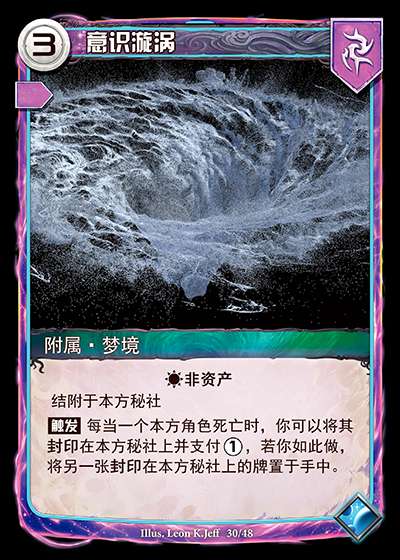 3 意识漩涡
附属·梦境
非资产
结附于本方秘社
触发 每当一个本方角色死亡时，你可以将其
封印在本方秘社上并支付①，若你如此做，
将另一张封印在本方秘社上的牌置于手中。
Illus. Leon K.Jeff 30/48